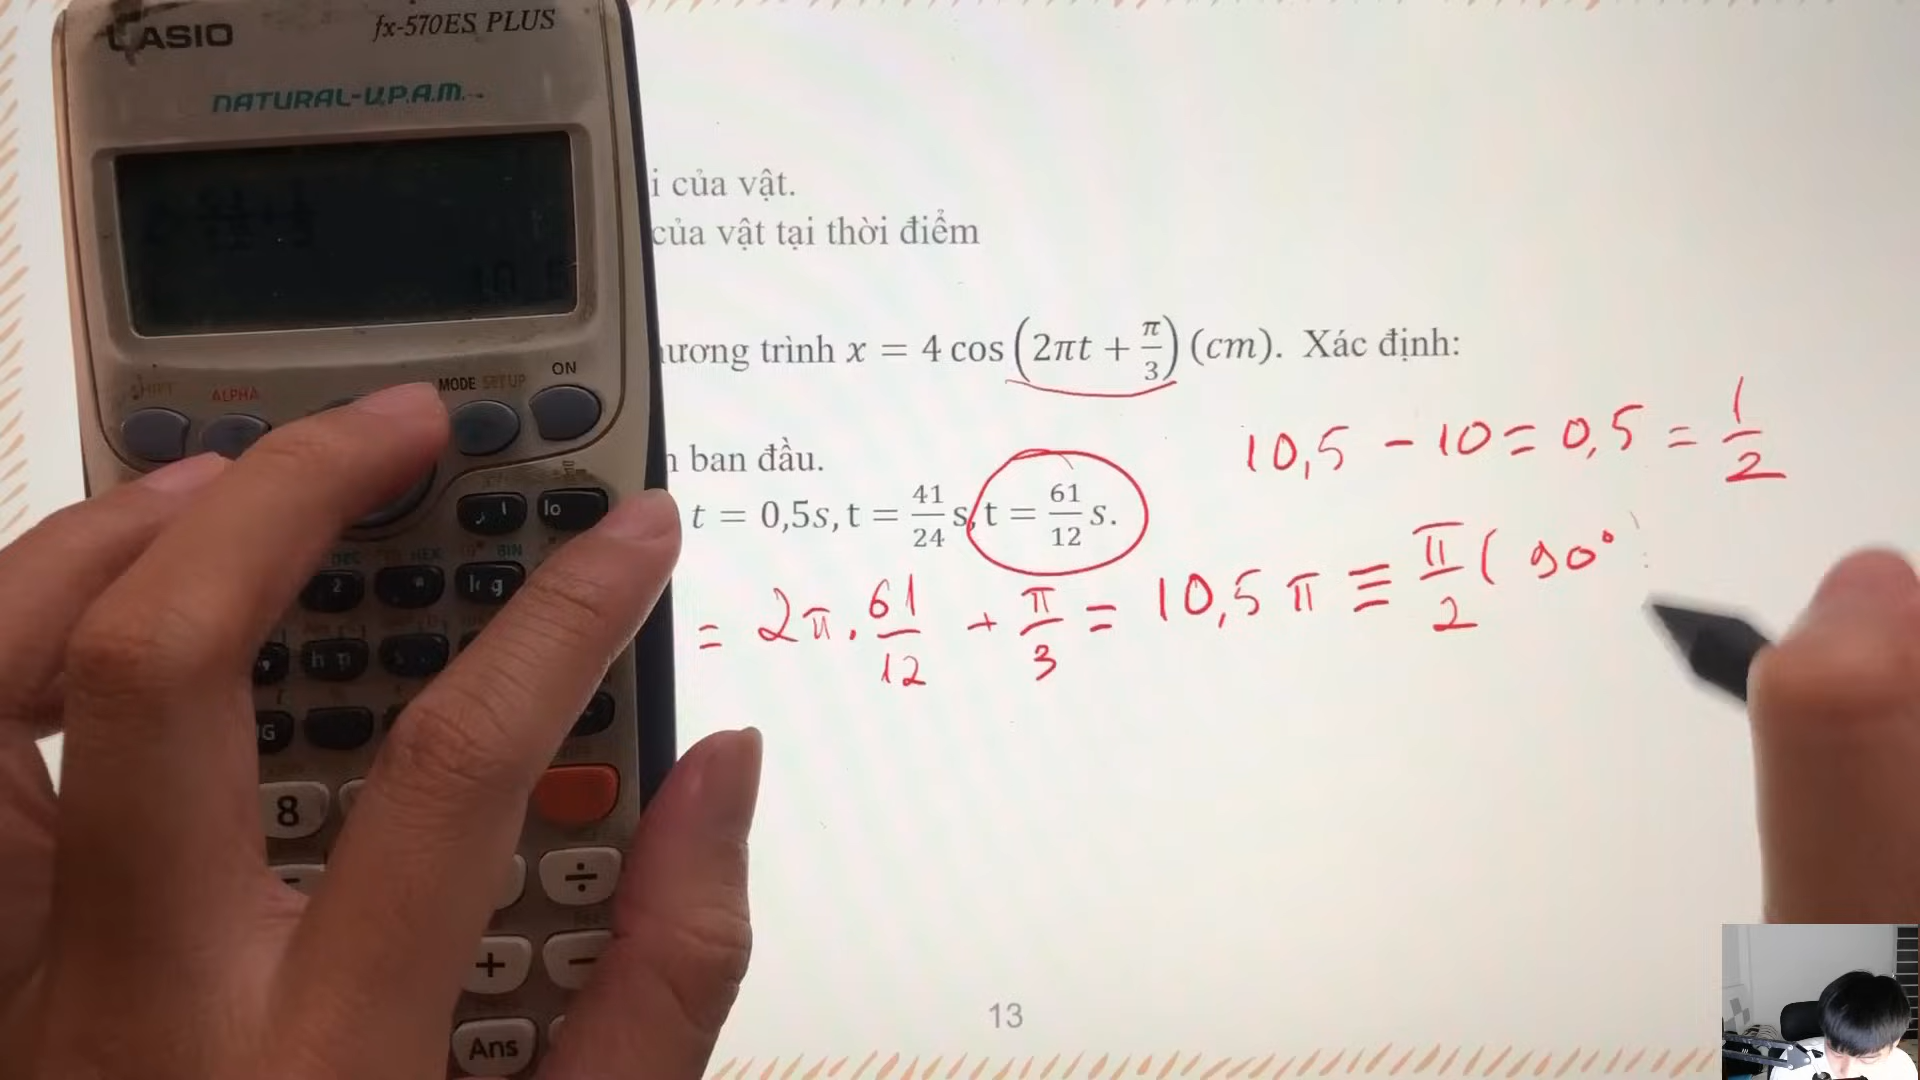 CASIO fx-570ES PLUS
NATURAL-V.P.A.M.
i của vật.
của vật tại thời điểm
ương trình x = 4 cos(2πt + π/3) (cm). Xác định:
ban đầu.
t = 0,5s, t = 41/24 s, t = 61/12 s.
10,5 - 10 = 0,5 = 1/2
= 2π . 61/12 + π/3 = 10,5 π ≡ π/2 ( 90°
SHIFT ALPHA MODE SETUP ON
8
÷
+ −
Ans
13